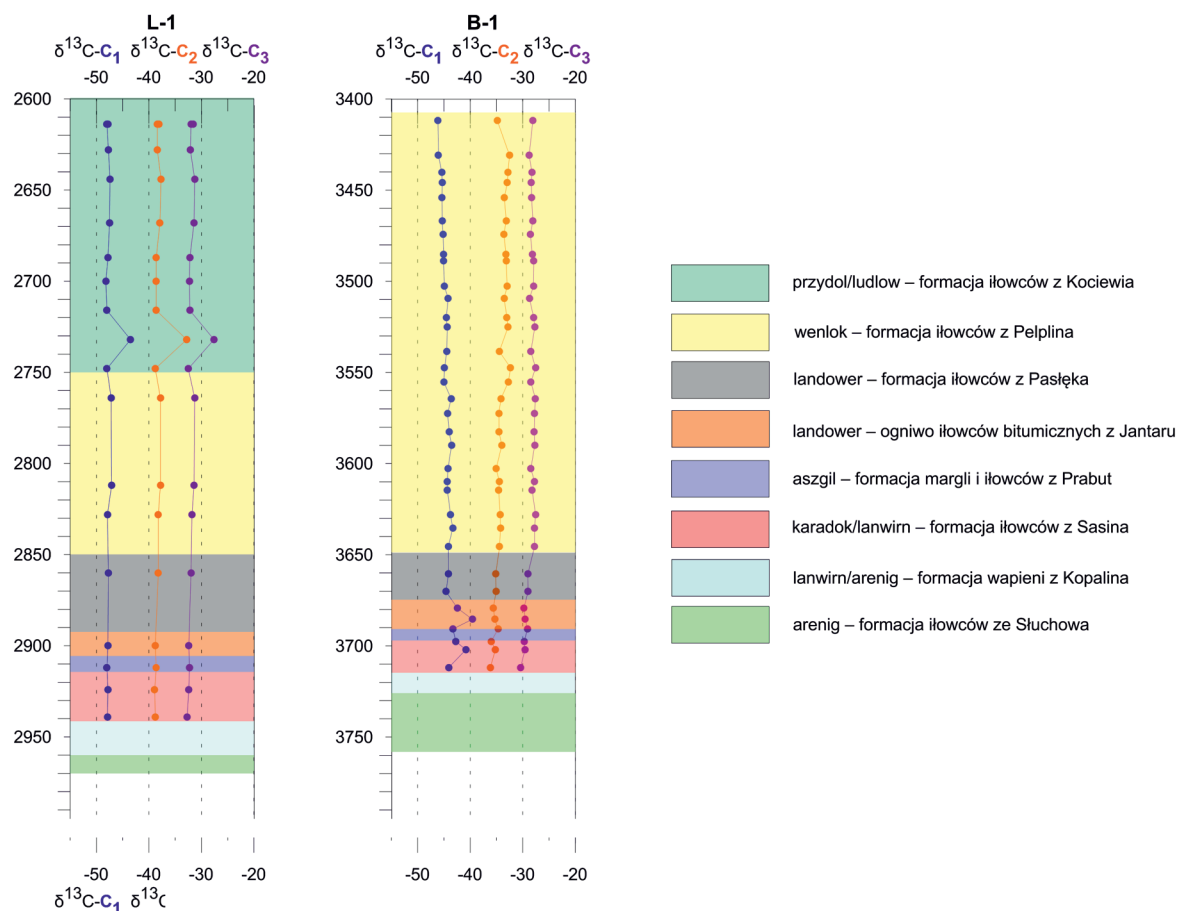 L-1
δ¹³C-C₁ δ¹³C-C₂ δ¹³C-C₃
-50 -40 -30 -20
2600
2650
2700
2750
2800
2850
2900
2950
-50 -40 -30 -20
δ¹³C-C₁ δ¹³C
B-1
δ¹³C-C₁ δ¹³C-C₂ δ¹³C-C₃
-50 -40 -30 -20
3400
3450
3500
3550
3600
3650
3700
3750
-50 -40 -30 -20
przydol/ludlow – formacja iłowców z Kociewia
wenlok – formacja iłowców z Pelplina
landower – formacja iłowców z Pasłęka
landower – ogniwo iłowców bitumicznych z Jantaru
aszgil – formacja margli i iłowców z Prabut
karadok/lanwirn – formacja iłowców z Sasina
lanwirn/arenig – formacja wapieni z Kopalina
arenig – formacja iłowców ze Słuchowa